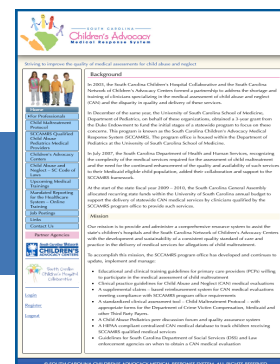 SOUTH CAROLINA
Children's Advocacy
Medical Response System
Striving to improve the quality of medical assessments for child abuse and neglect
Home
For Professionals
Child Maltreatment
Protocol
SCCAMRS Qualified
Child Abuse
Pediatrics Medical
Providers
Children's Advocacy
Centers
Child Abuse and
Neglect - SC Code of
Laws
Upcoming Medical
Trainings
Mandated Reporting
for the Healthcare
System - Online
Training
Job Postings
Links
Contact Us
Partner Agencies
CHILDREN'S
ADVOCACY
CENTERS
South Carolina
Children's Hospital
Collaborative
Login
Register
Logout
Background
In 2002, the South Carolina Children's Hospital Collaborative and the South Carolina
Network of Children's Advocacy Centers formed a partnership to address the shortage and
training of clinicians specializing in the medical assessment of child abuse and neglect
(CAN) and the disparity in quality and delivery of these services.
In December of the same year, the University of South Carolina School of Medicine,
Department of Pediatrics, on behalf of these organizations, obtained a 3-year grant from
the Duke Endowment to fund the initial stages of a statewide program to focus on these
concerns. This program is known as the South Carolina Children's Advocacy Medical
Response System (SCCAMRS). The program office is housed within the Department of
Pediatrics at the University of South Carolina School of Medicine.
In July 2007, the South Carolina Department of Health and Human Services, recognizing
the complexity of the medical services required for the assessment of child maltreatment
and the need for the continued enhancement of the quality and availability of such services
to their Medicaid eligible child population, added their collaboration and support to the
SCCAMRS framework.
At the start of the state fiscal year 2009 - 2010, the South Carolina General Assembly
allocated recurring state funds within the University of South Carolina annual budget to
support the delivery of statewide CAN medical services by clinicians qualified by the
SCCAMRS program office to provide such services.
Mission
Our mission is to provide and administer a comprehensive resource system to assist the
state's children's hospitals and the South Carolina Network of Children's Advocacy Centers
with the development and sustainability of a consistent quality standard of care and
practice in the delivery of medical services for allegations of child maltreatment.
To accomplish this mission, the SCCAMRS program office has developed and continues to
update, implement and manage:
• Educational and clinical training guidelines for primary care providers (PCPs) willing
to participate in the medical assessment of child maltreatment
• Clinical practice guidelines for Child Abuse and Neglect (CAN) medical evaluations
• A supplemental claims - based reimbursement system for CAN medical evaluations
meeting compliance with SCCAMRS program office requirements
• A standardized clinical assessment tool - Child Maltreatment Protocol - with
appropriate forms for the Department of Crime Victim Compensation, Medicaid and
other Third Party Payers.
• A Child Abuse Pediatrics peer discussion forum and quality assurance system
• A HIPAA compliant centralized CAN medical database to track children receiving
SCCAMRS qualified medical services
• Guidelines for South Carolina Department of Social Services (DSS) and Law
enforcement agencies on when to obtain a CAN medical evaluation